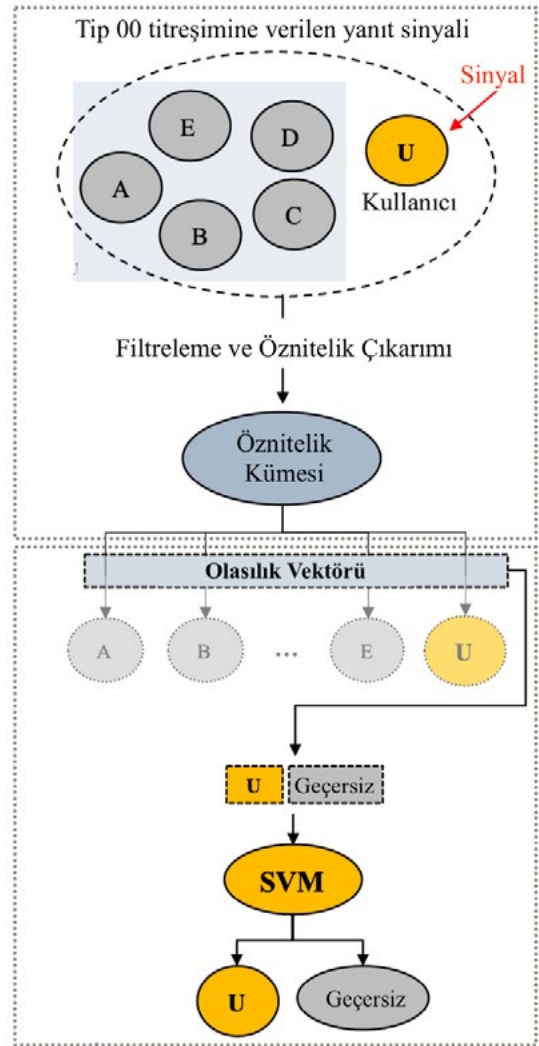 Tip 00 titreşimine verilen yanıt sinyali
Sinyal
E
D
U
A
B
C
Kullanıcı
Filtreleme ve Öznitelik Çıkarımı
Öznitelik
Kümesi
Olasılık Vektörü
A
B
...
E
U
U
Geçersiz
SVM
U
Geçersiz